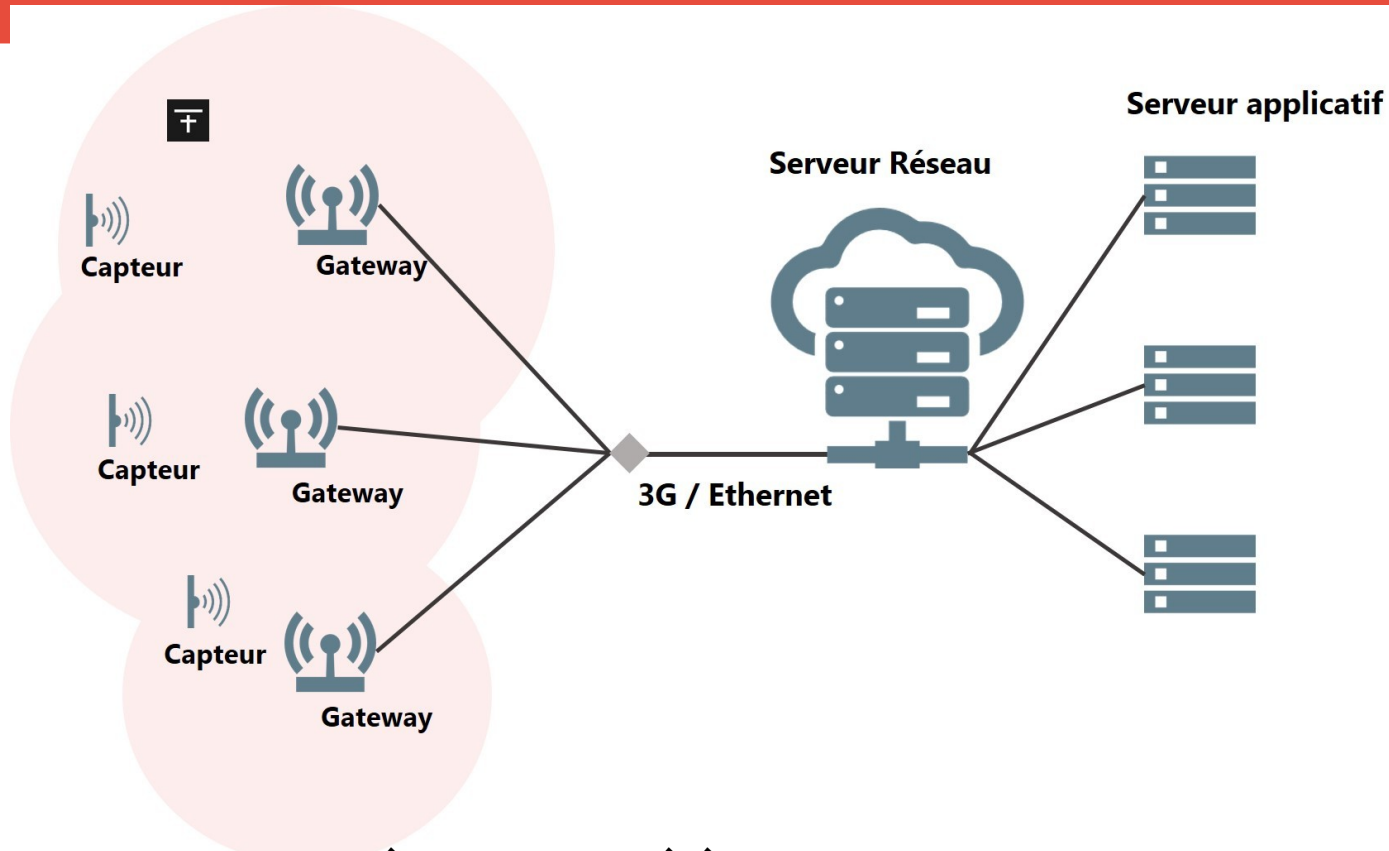 Serveur applicatif
Serveur Réseau
Capteur
Gateway
Capteur
Gateway
3G / Ethernet
Capteur
Gateway